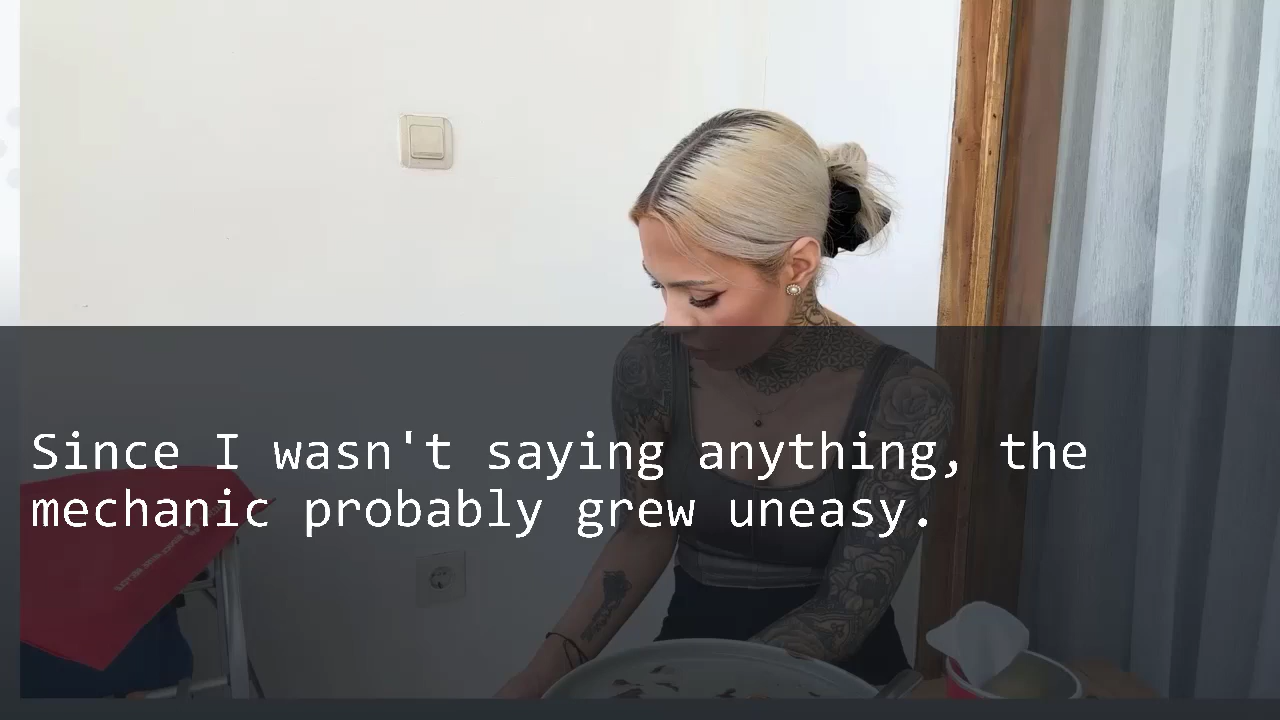 Since I wasn't saying anything, the
mechanic probably grew uneasy.